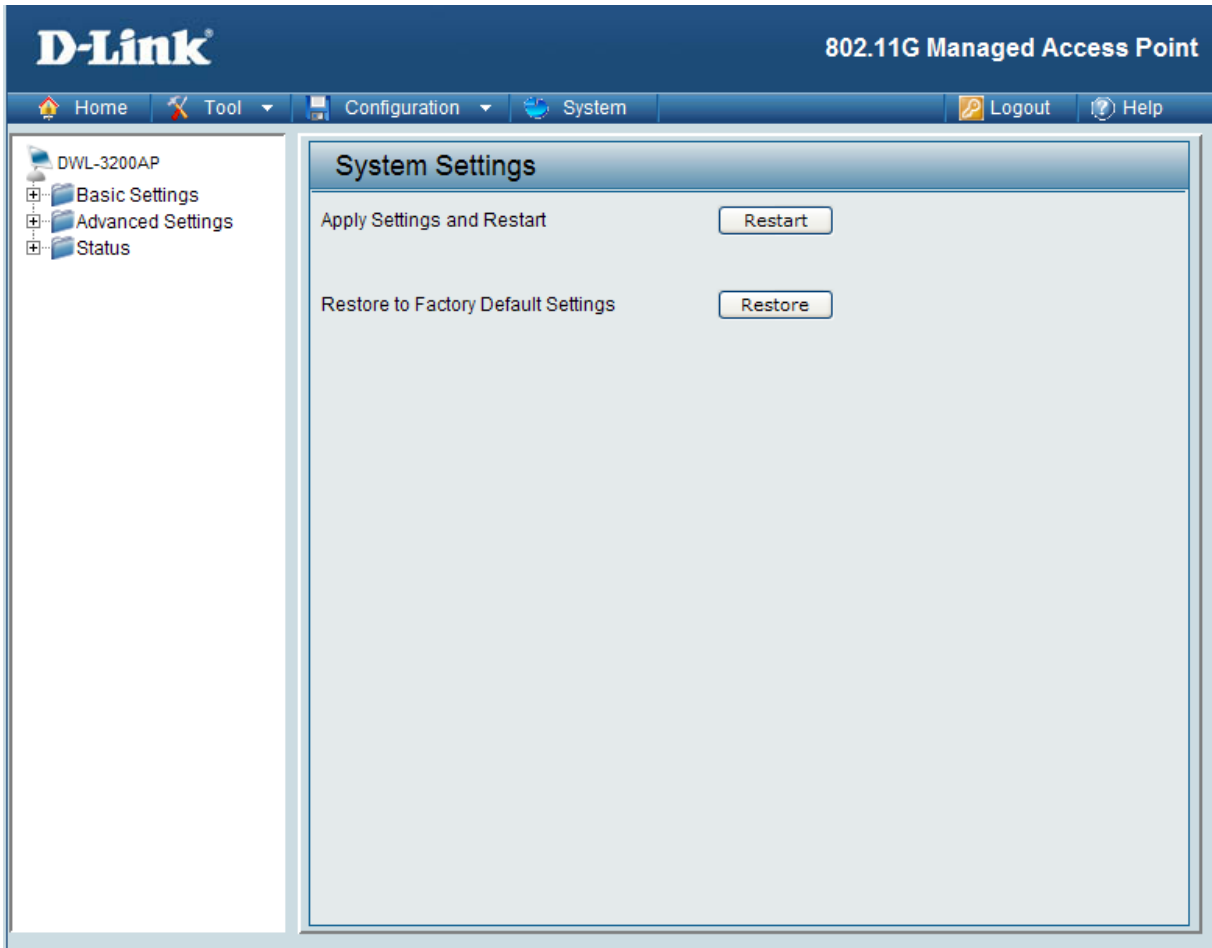 D-Link®
802.11G Managed Access Point
Home Tool Configuration System Logout Help
DWL-3200AP
Basic Settings
Advanced Settings
Status
System Settings
Apply Settings and Restart Restart
Restore to Factory Default Settings Restore